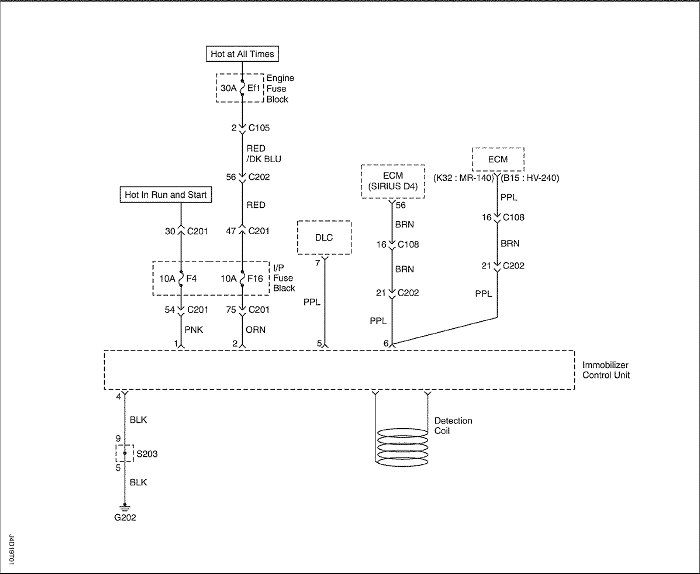 Hot at All Times
30A Ef1
Engine
Fuse
Block
2 C105
RED
/DK BLU
56 C202
RED
47 C201
Hot In Run and Start
30 C201
10A F4
10A F16
I/P
Fuse
Block
54 C201
75 C201
PNK
ORN
1
2
DLC
7
PPL
5
ECM
(SIRIUS D4)
56
BRN
16 C108
BRN
21 C202
PPL
6
ECM
(K32 : MR-140) (B15 : HV-240)
PPL
16 C108
BRN
21 C202
PPL
Immobilizer
Control Unit
4
BLK
9
S203
5
BLK
G202
Detection
Coil
J4D19T01